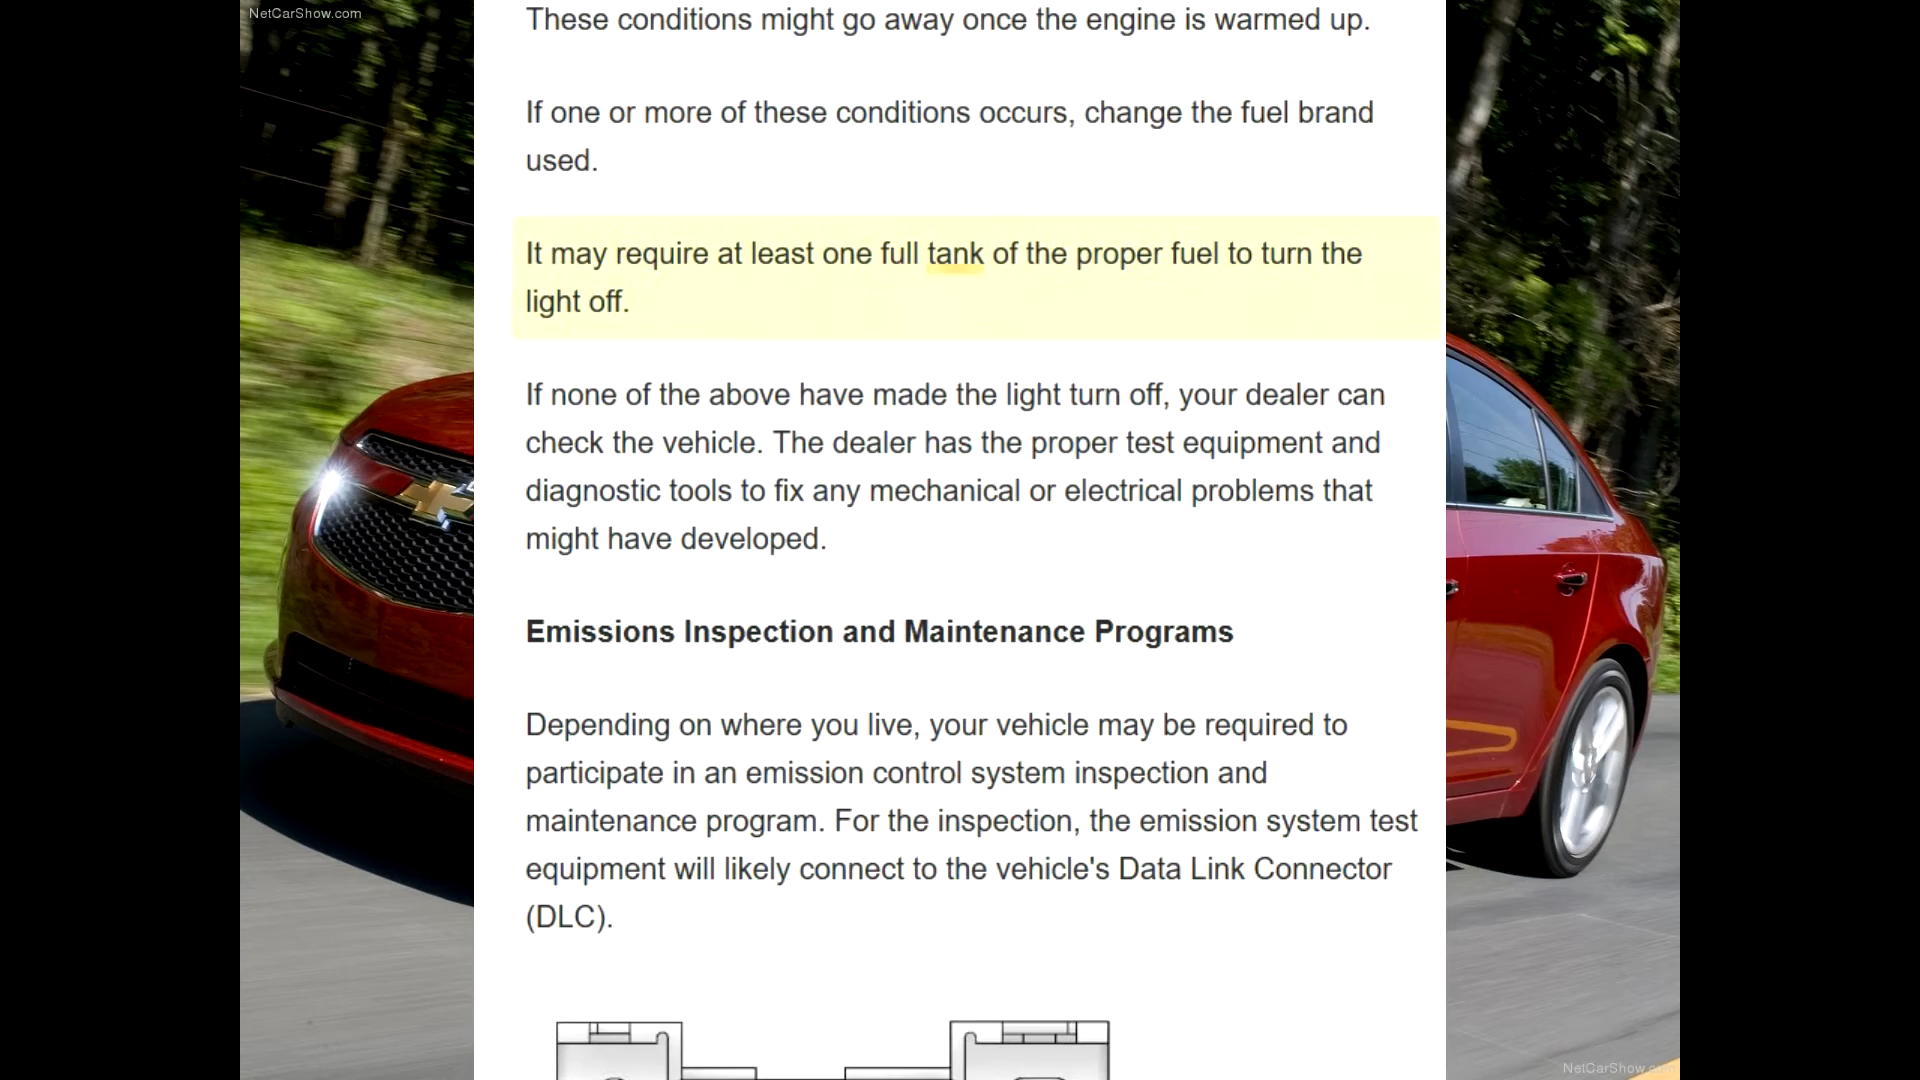 NetCarShow.com
These conditions might go away once the engine is warmed up.
If one or more of these conditions occurs, change the fuel brand
used.
It may require at least one full tank of the proper fuel to turn the
light off.
If none of the above have made the light turn off, your dealer can
check the vehicle. The dealer has the proper test equipment and
diagnostic tools to fix any mechanical or electrical problems that
might have developed.
Emissions Inspection and Maintenance Programs
Depending on where you live, your vehicle may be required to
participate in an emission control system inspection and
maintenance program. For the inspection, the emission system test
equipment will likely connect to the vehicle's Data Link Connector
(DLC).
NetCarShow.com